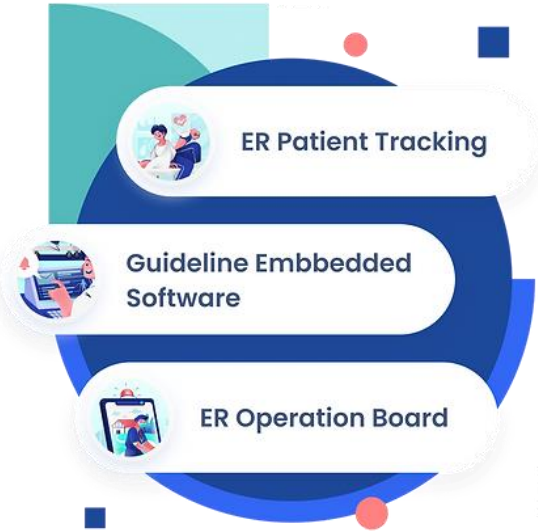 ER Patient Tracking
Guideline Embbedded
Software
ER Operation Board